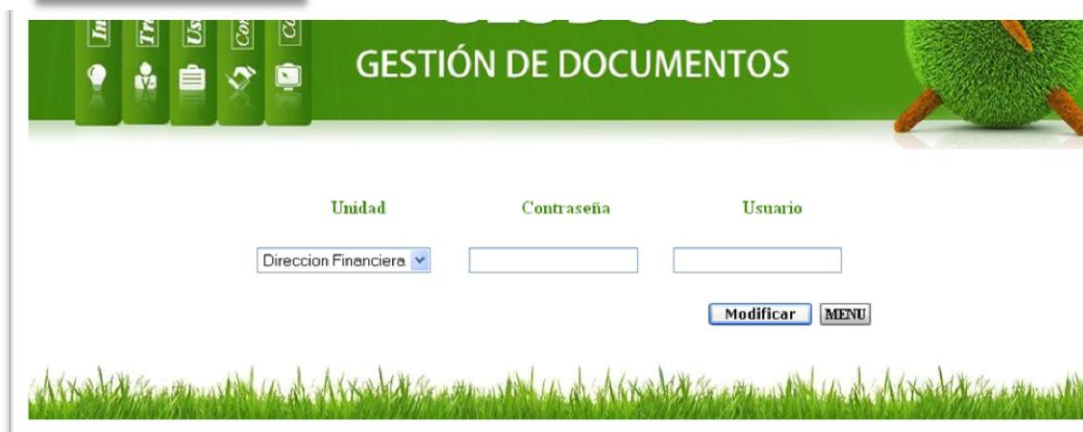 GESTIÓN DE DOCUMENTOS
Unidad Contraseña Usuario
Direccion Financiera
Modificar MENU